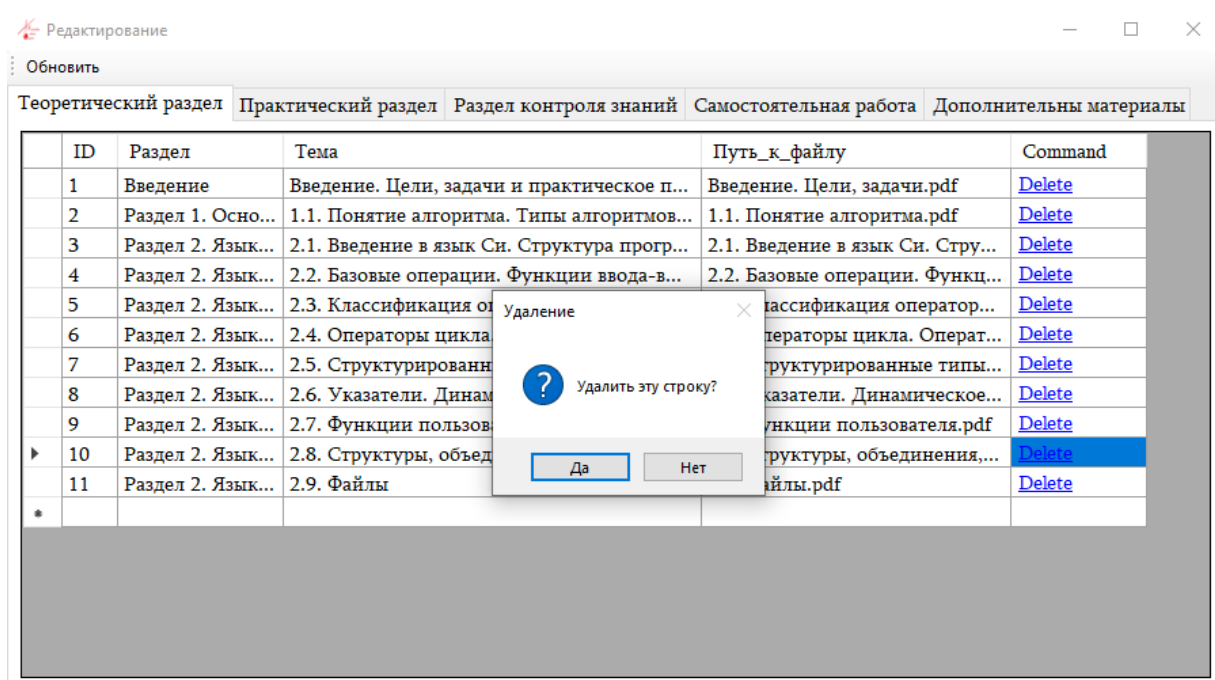 Редактирование
Обновить
Теоретический раздел Практический раздел Раздел контроля знаний Самостоятельная работа Дополнительны материалы
ID Раздел Тема Путь_к_файлу Command
1 Введение Введение. Цели, задачи и практическое п... Введение. Цели, задачи.pdf Delete
2 Раздел 1. Осно... 1.1. Понятие алгоритма. Типы алгоритмов... 1.1. Понятие алгоритма.pdf Delete
3 Раздел 2. Язык... 2.1. Введение в язык Си. Структура прогр... 2.1. Введение в язык Си. Стру... Delete
4 Раздел 2. Язык... 2.2. Базовые операции. Функции ввода-в... 2.2. Базовые операции. Функц... Delete
5 Раздел 2. Язык... 2.3. Классификация оператор... Delete
6 Раздел 2. Язык... 2.4. Операторы цикла. Операт... Delete
7 Раздел 2. Язык... 2.5. Структурированн руктурированные типы... Delete
8 Раздел 2. Язык... 2.6. Указатели. Динам казатели. Динамическое... Delete
9 Раздел 2. Язык... 2.7. Функции пользов нкции пользователя.pdf Delete
10 Раздел 2. Язык... 2.8. Структуры, объед руктуры, объединения,... Delete
11 Раздел 2. Язык... 2.9. Файлы айлы.pdf Delete
Удаление
Удалить эту строку?
Да Нет